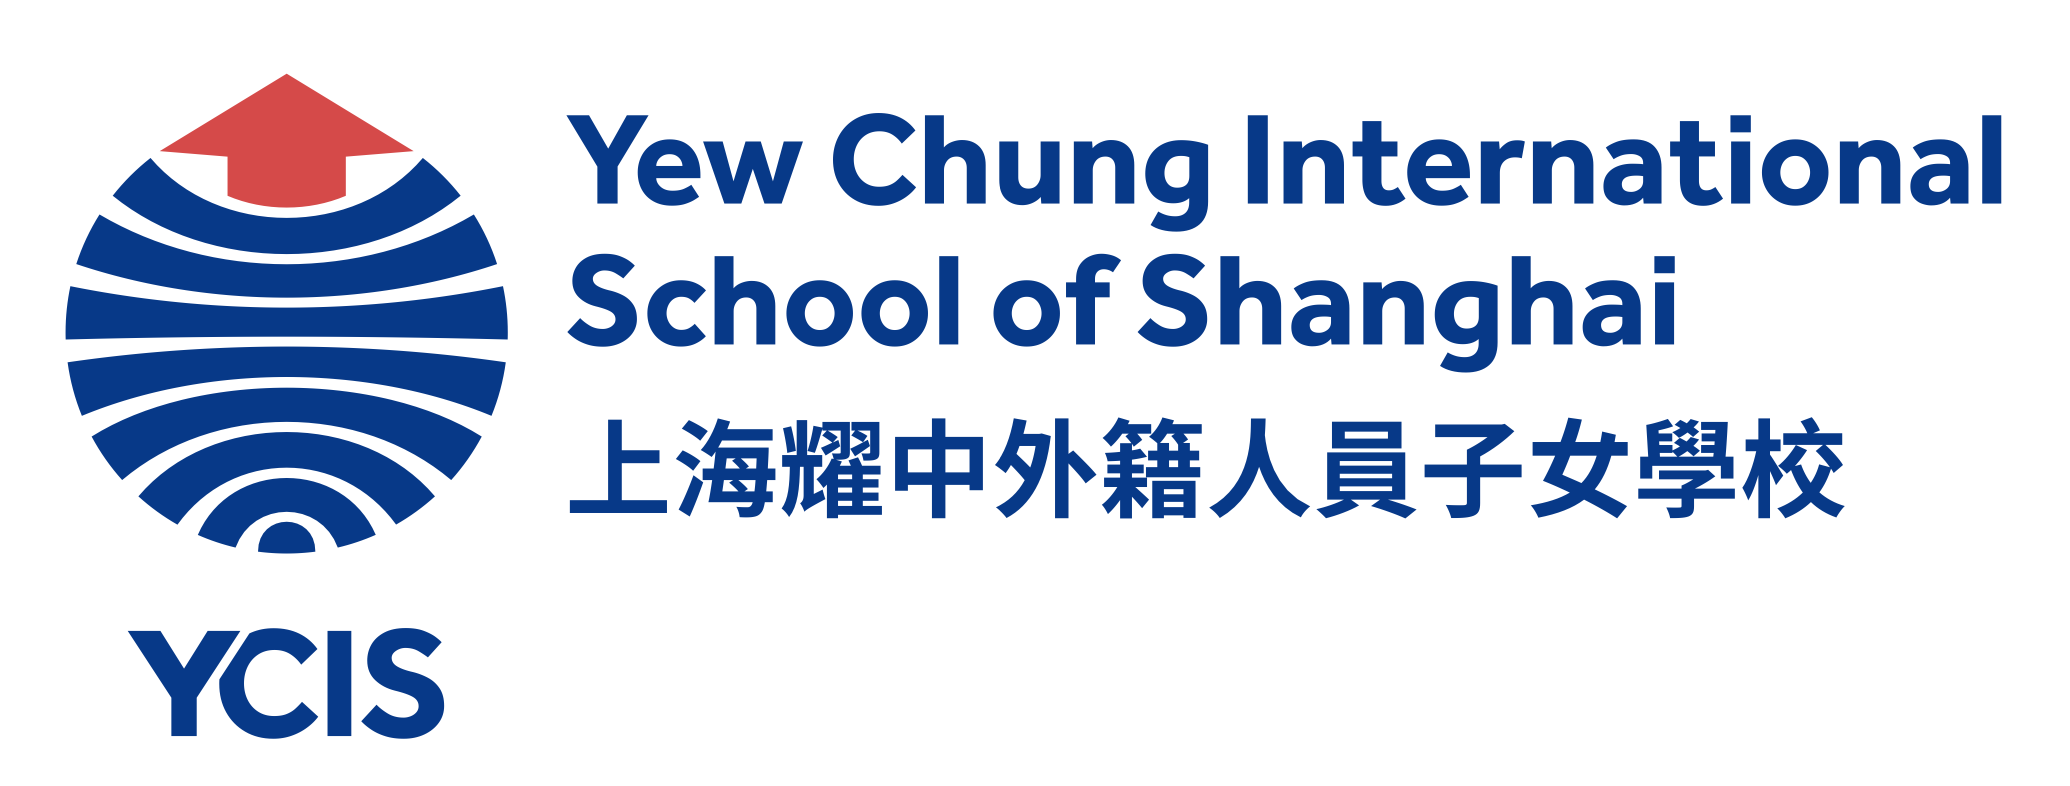 Yew Chung International
School of Shanghai
上海耀中外籍人員子女學校
YCIS